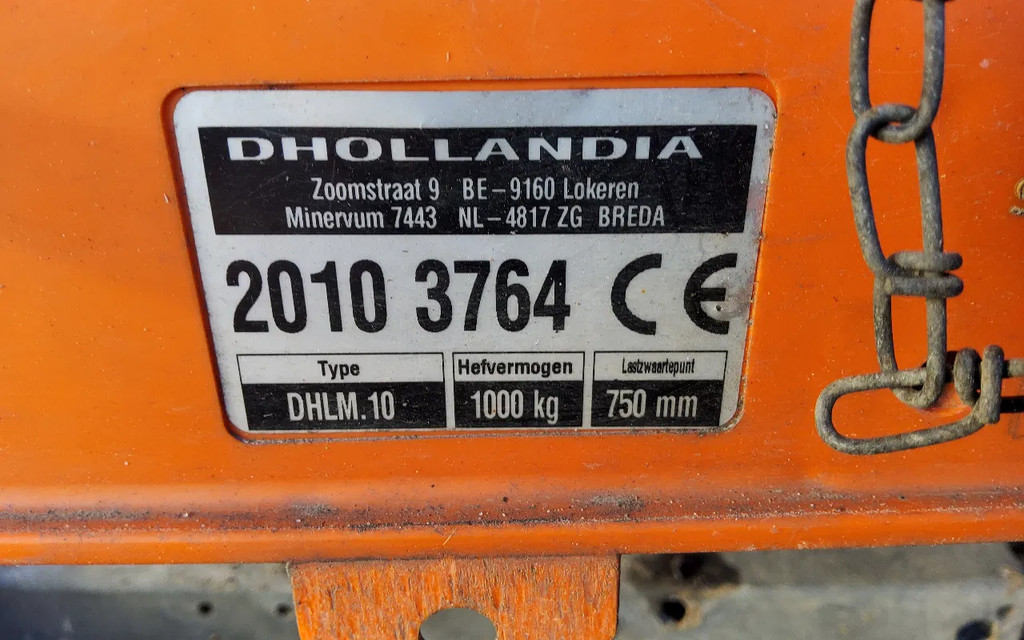 DHOLLANDIA
Zoomstraat 9 BE-9160 Lokeren
Minervum 7443 NL-4817 ZG BREDA
2010 3764 CE
Type Hefvermogen Lastzwaartepunt
DHLM.10 1000 kg 750 mm